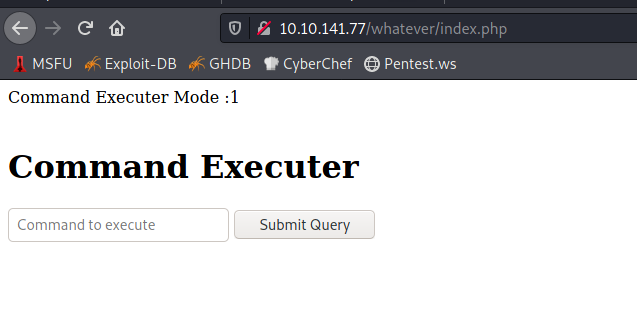 10.10.141.77/whatever/index.php
MSFU Exploit-DB GHDB CyberChef Pentest.ws
Command Executer Mode :1
Command Executer
Command to execute Submit Query